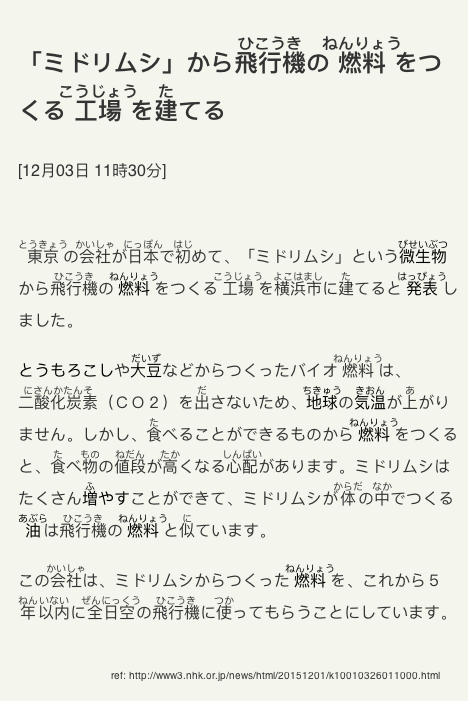 「ミドリムシ」から飛行機の燃料をつ
くる工場を建てる
[12月03日 11時30分]
東京の会社が日本で初めて、「ミドリムシ」という微生物
から飛行機の燃料をつくる工場を横浜市に建てると発表し
ました。
とうもろこしや大豆などからつくったバイオ燃料は、
二酸化炭素（ＣＯ２）を出さないため、地球の気温が上がり
ません。しかし、食べることができるものから燃料をつくる
と、食べ物の値段が高くなる心配があります。ミドリムシは
たくさん増やすことができて、ミドリムシが体の中でつくる
油は飛行機の燃料と似ています。
この会社は、ミドリムシからつくった燃料を、これから５
年以内に全日空の飛行機に使ってもらうことにしています。
ref: http://www3.nhk.or.jp/news/html/20151201/k10010326011000.html